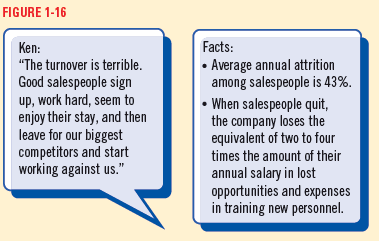 FIGURE 1-16
Ken:
“The turnover is terrible.
Good salespeople sign
up, work hard, seem to
enjoy their stay, and then
leave for our biggest
competitors and start
working against us.”
Facts:
• Average annual attrition
among salespeople is 43%.
• When salespeople quit,
the company loses the
equivalent of two to four
times the amount of their
annual salary in lost
opportunities and expenses
in training new personnel.